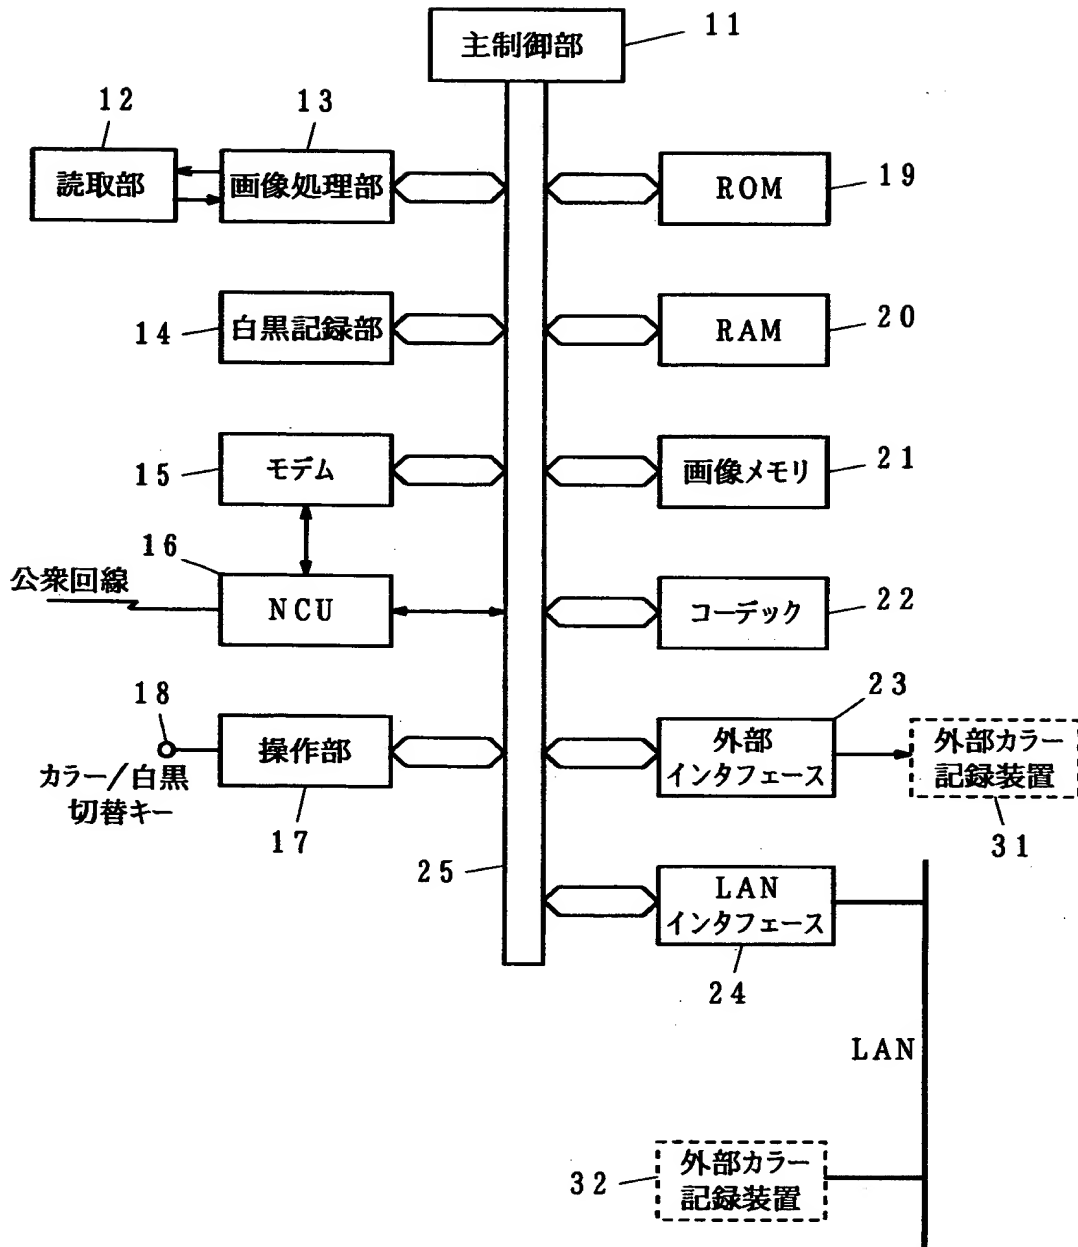 主制御部
11
12
13
読取部
画像処理部
ROM
19
14
白黒記録部
RAM
20
15
モデム
画像メモリ
21
16
公衆回線
NCU
コーデック
22
18
カラー/白黒
切替キー
操作部
17
外部
インタフェース
23
外部カラー
記録装置
31
25
LAN
インタフェース
24
LAN
32
外部カラー
記録装置